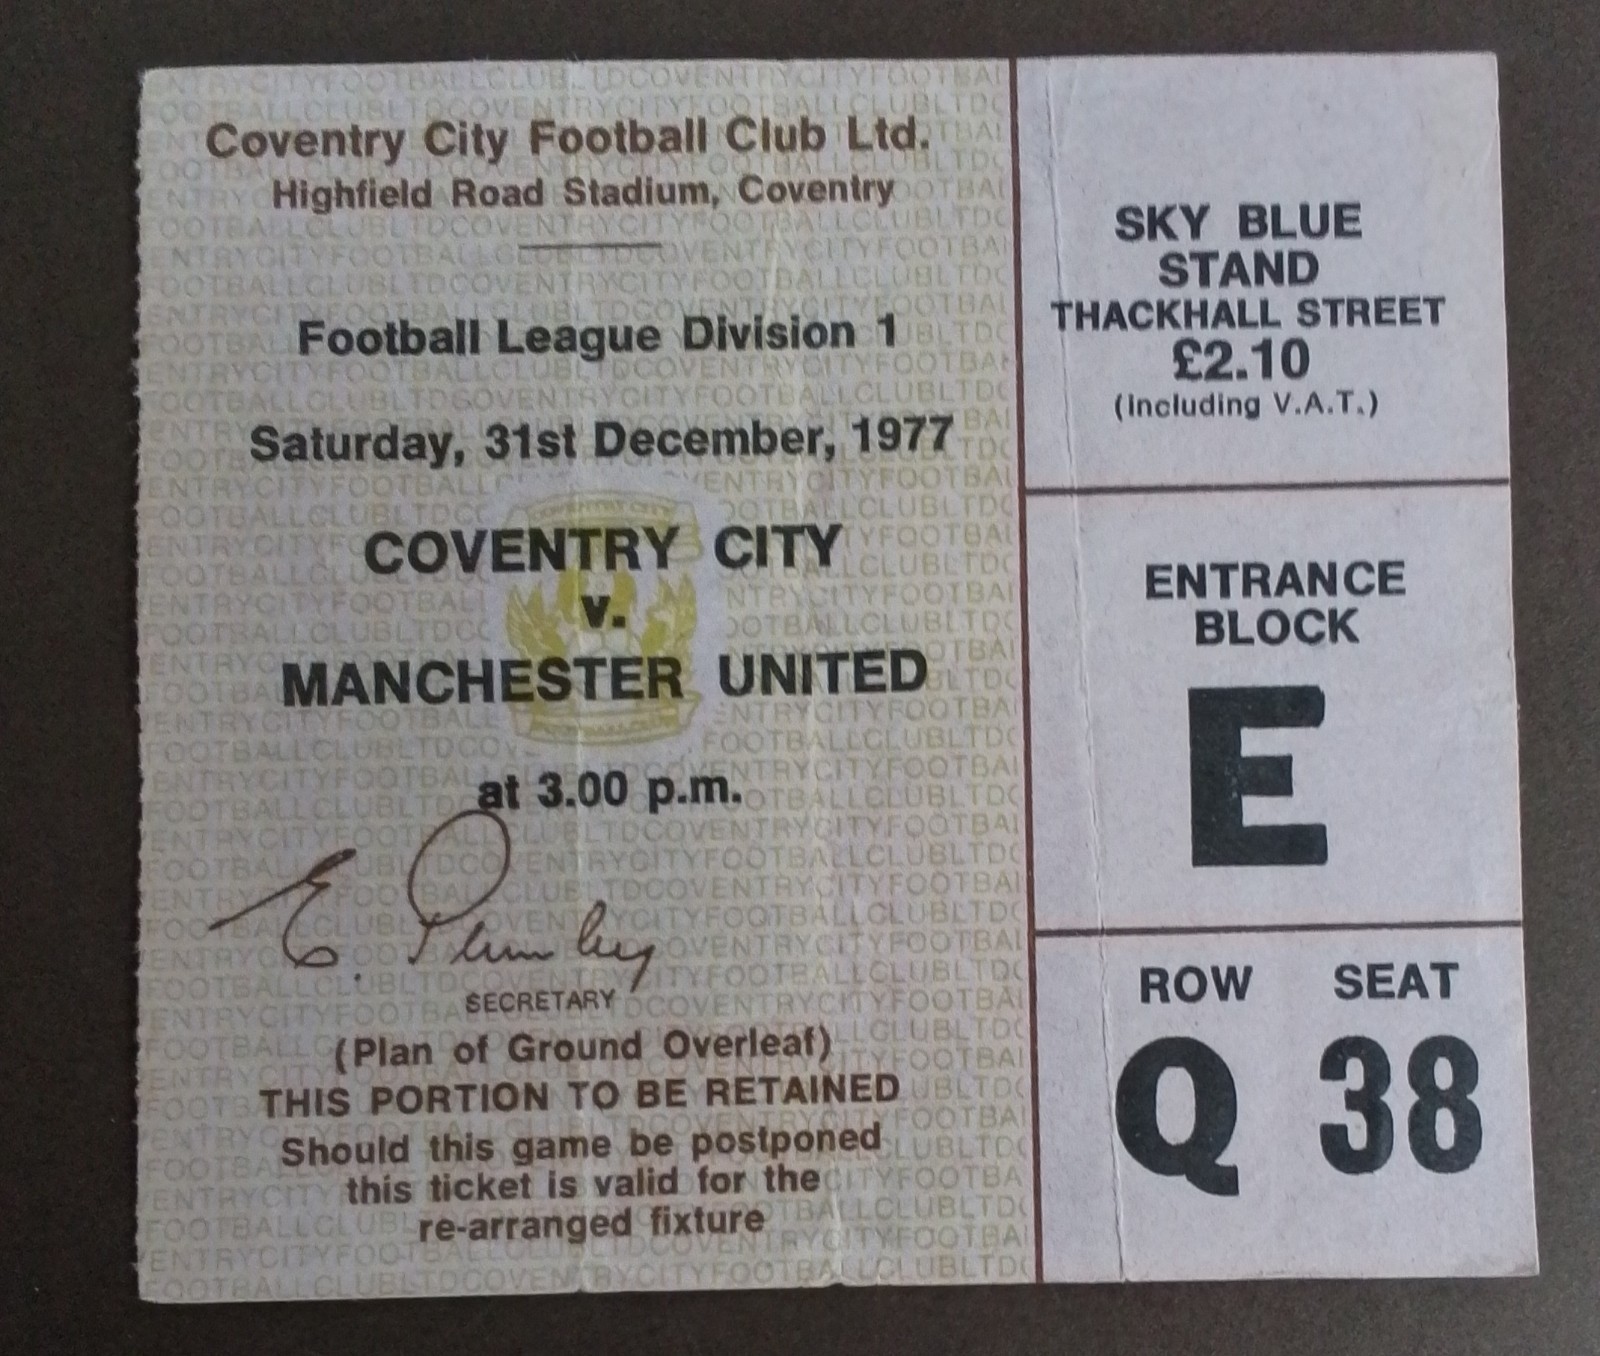 Coventry City Football Club Ltd.
Highfield Road Stadium, Coventry
Football League Division 1
Saturday, 31st December, 1977
COVENTRY CITY
v.
MANCHESTER UNITED
at 3.00 p.m.
E. Plumley
SECRETARY
(Plan of Ground Overleaf)
THIS PORTION TO BE RETAINED
Should this game be postponed
this ticket is valid for the
re-arranged fixture
SKY BLUE
STAND
THACKHALL STREET
£2.10
(including V.A.T.)
ENTRANCE
BLOCK
E
ROW SEAT
Q 38